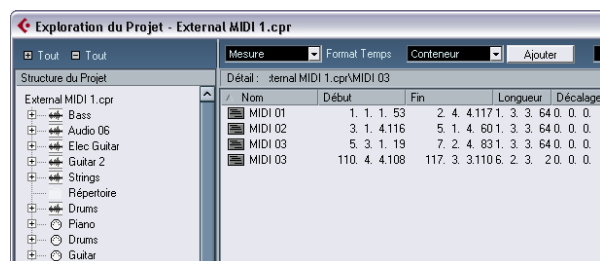 Exploration du Projet - External MIDI 1.cpr
Tout Tout
Mesure Format Temps Conteneur Ajouter
Structure du Projet
Détail : :ternal MIDI 1.cpr\MIDI 03
Nom Début Fin Longueur Décalage
External MIDI 1.cpr
Bass
Audio 06
Elec Guitar
Guitar 2
Strings
Répertoire
Drums
Piano
Drums
Guitar
MIDI 01 1. 1. 1. 53 2. 4. 4.117 1. 3. 3. 64 0. 0. 0.
MIDI 02 3. 1. 4.116 5. 1. 4. 60 1. 3. 3. 64 0. 0. 0.
MIDI 03 5. 3. 1. 19 7. 2. 4. 83 1. 3. 3. 64 0. 0. 0.
MIDI 03 110. 4. 4.108 117. 3. 3.110 6. 2. 3. 2 0. 0. 0.